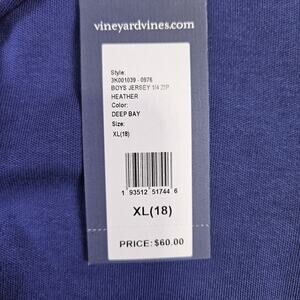 vineyardvines.com
Style:
3K001039 - 0976
BOYS JERSEY 1/4 ZIP
HEATHER
Color:
DEEP BAY
Size:
XL(18)
1 93512 51744 6
XL(18)
PRICE: $60.00